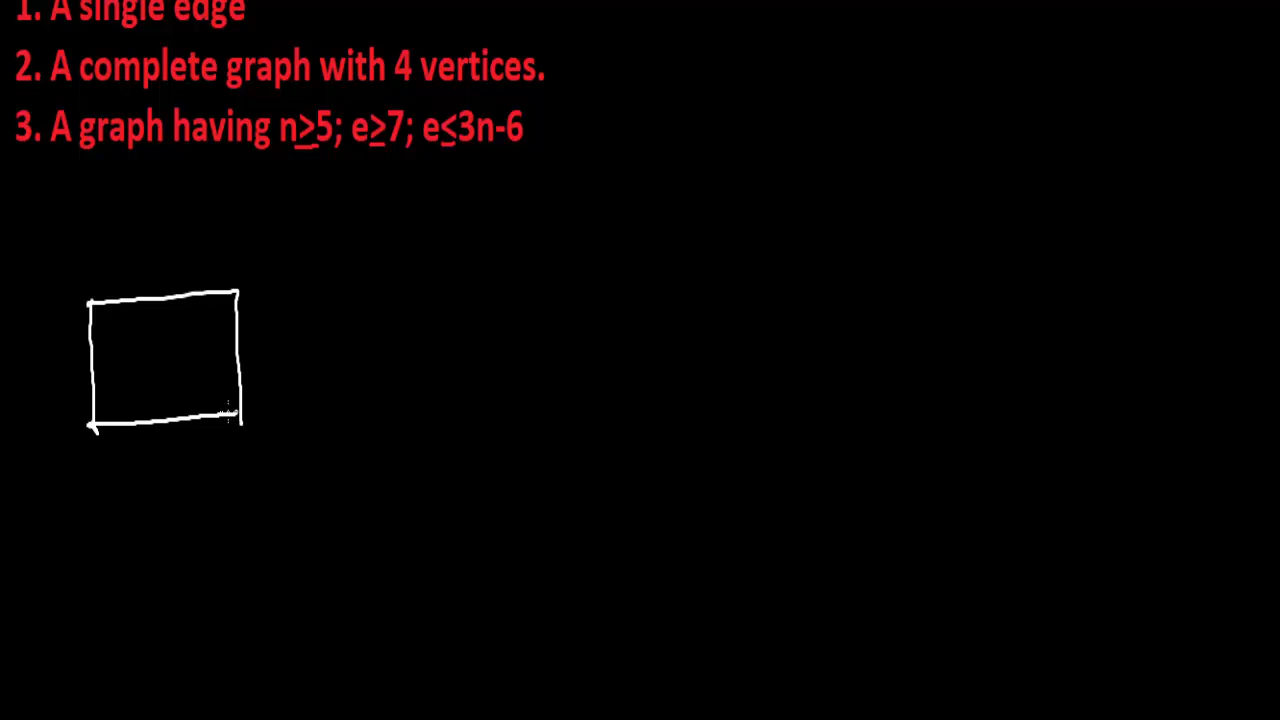 1. A single edge
2. A complete graph with 4 vertices.
3. A graph having n≥5; e≥7; e≤3n-6